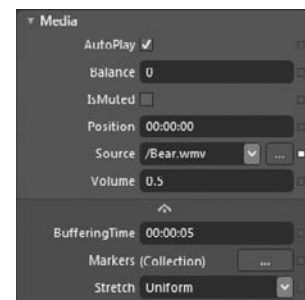 Media
AutoPlay
Balance 0
IsMuted
Position 00:00:00
Source /Bear.wmv ...
Volume 0.5
BufferingTime 00:00:05
Markers (Collection) ...
Stretch Uniform